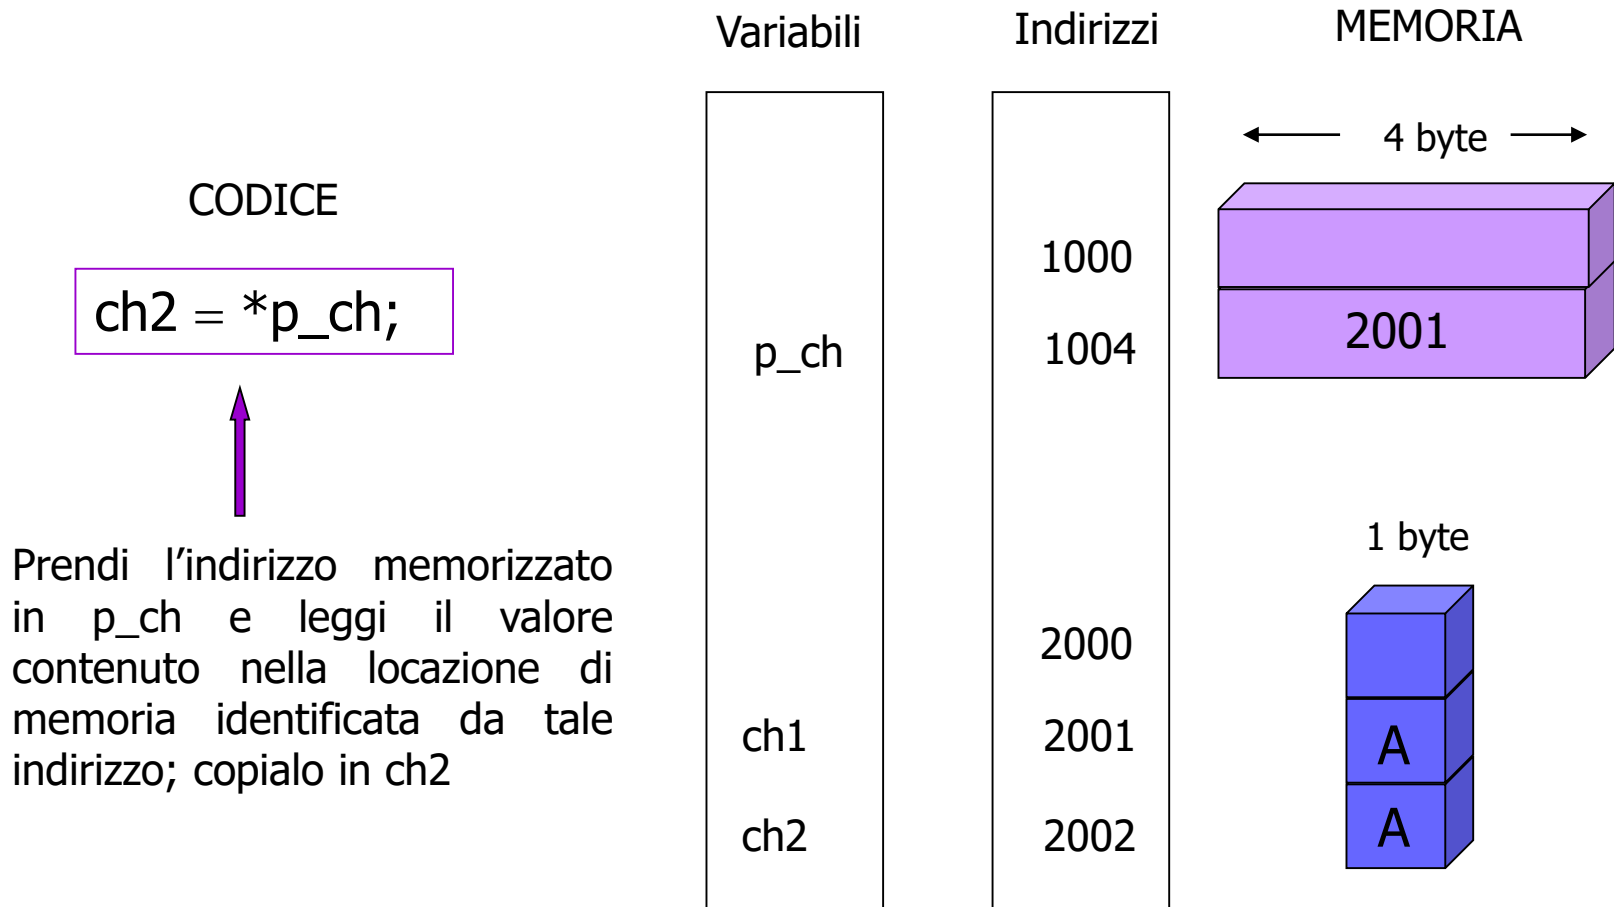 Variabili
Indirizzi
MEMORIA
4 byte
CODICE
1000
ch2 = *p_ch;
p_ch
1004
2001
1 byte
Prendi l’indirizzo memorizzato
in p_ch e leggi il valore
contenuto nella locazione di
memoria identificata da tale
indirizzo; copialo in ch2
2000
ch1
2001
A
ch2
2002
A